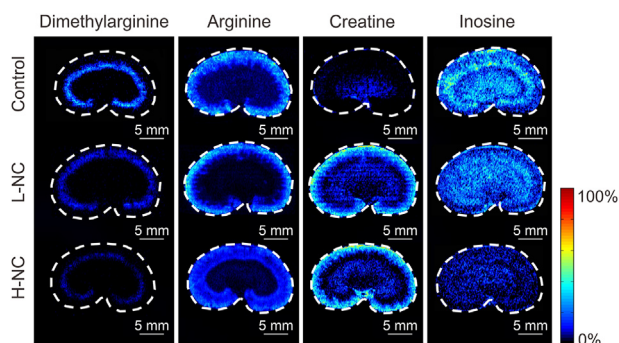 Dimethylarginine Arginine Creatine Inosine
Control
5 mm 5 mm 5 mm 5 mm
L-NC
5 mm 5 mm 5 mm 5 mm
100%
H-NC
5 mm 5 mm 5 mm 5 mm
0%